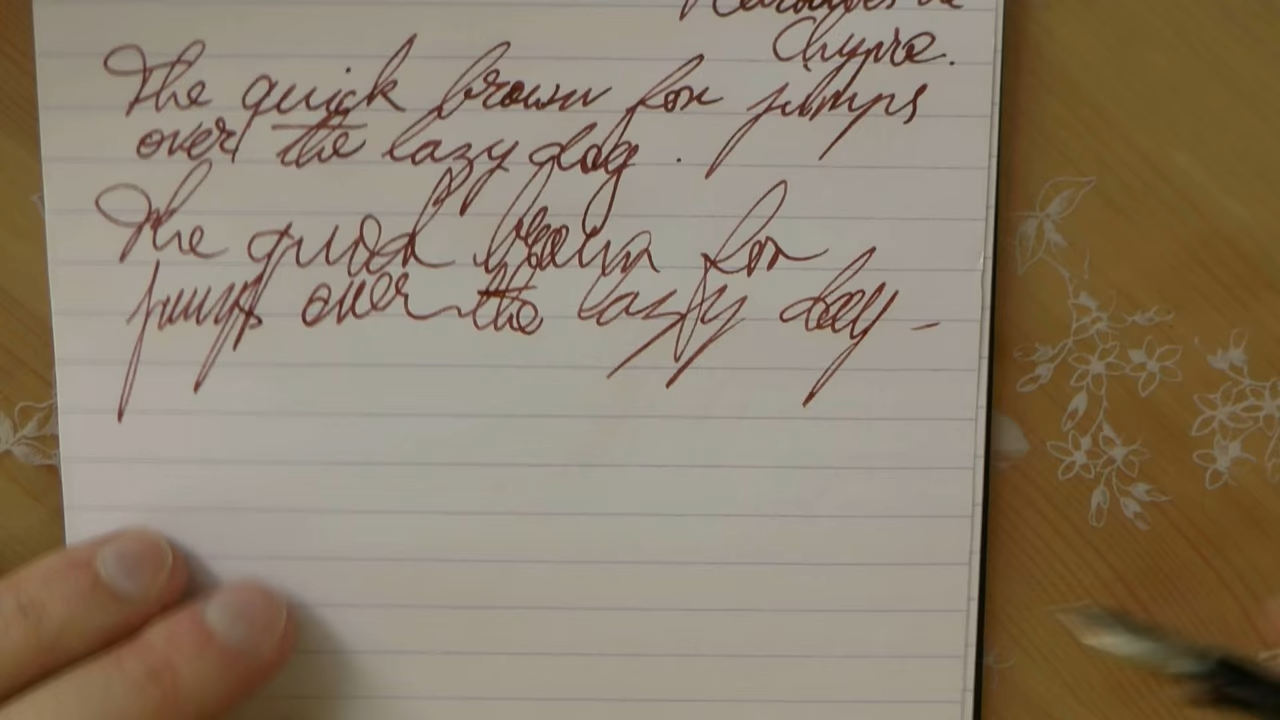 Chypre.
The quick brown fox jumps
over the lazy dog.
The quick brown fox
jumps over the lazy dog